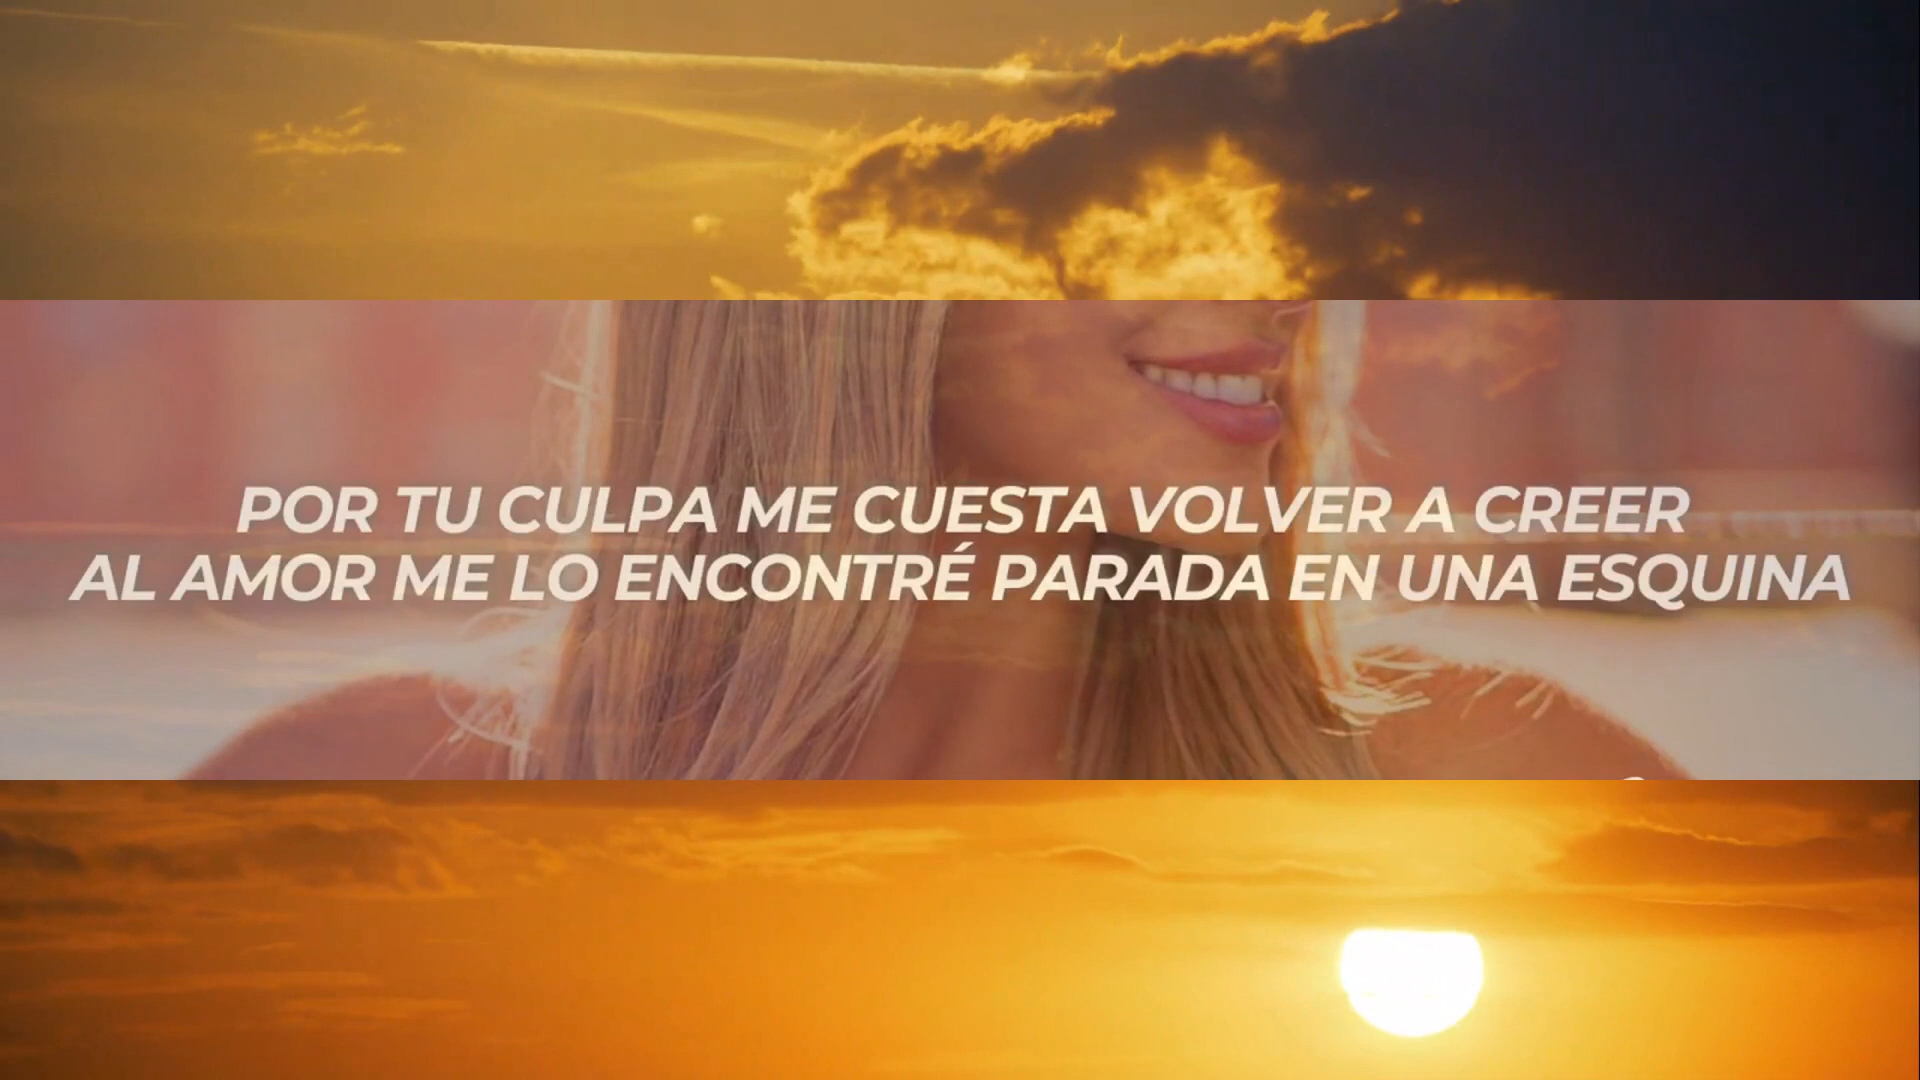 POR TU CULPA ME CUESTA VOLVER A CREER
AL AMOR ME LO ENCONTRÉ PARADA EN UNA ESQUINA